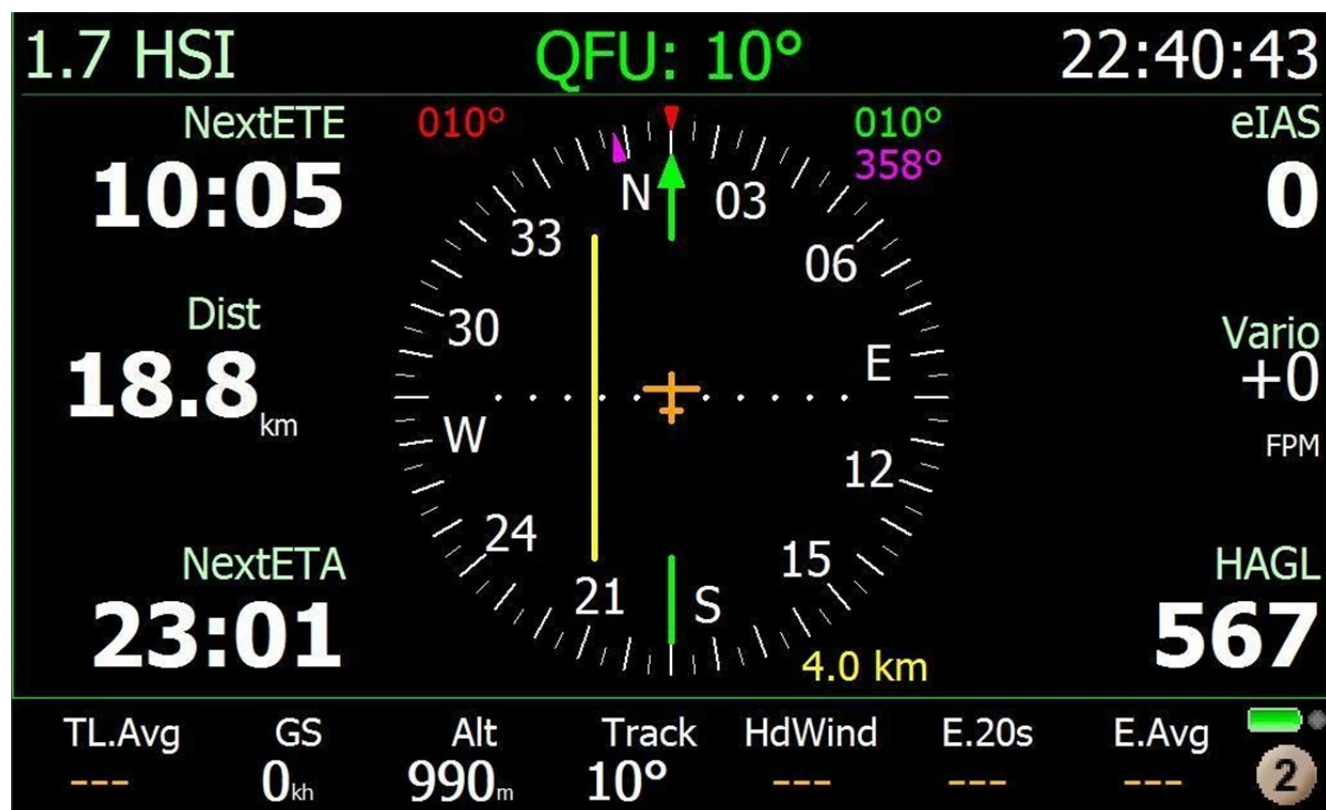 1.7 HSI QFU: 10° 22:40:43
NextETE 010° 010° eIAS
10:05 358° 0
N 03
33 06
Dist 30 E Vario
18.8 km +0
W 12 FPM
24 15
NextETA 21 S HAGL
23:01 4.0 km 567
TL.Avg GS Alt Track HdWind E.20s E.Avg
--- 0kh 990m 10° --- --- --- 2